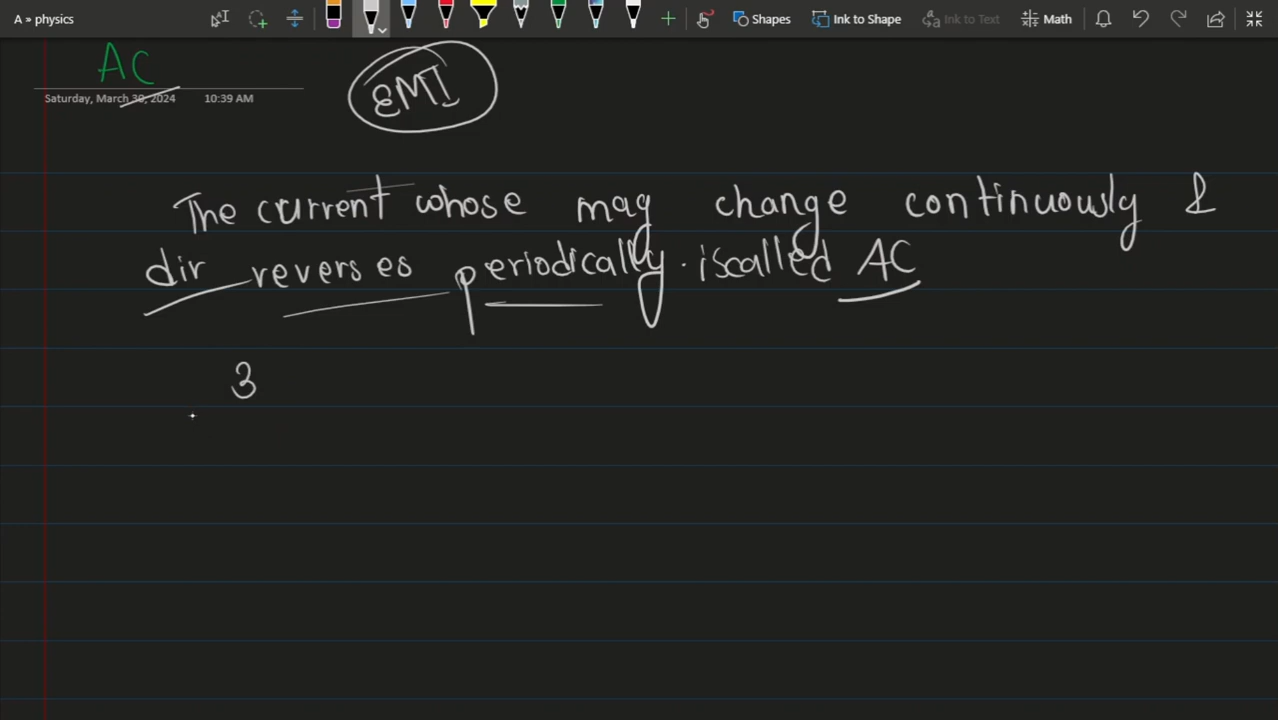 A » physics
Shapes
Ink to Shape
Ink to Text
Math
AC
Saturday, March 30, 2024 10:39 AM
EMI
The current whose mag change continuously &
dir reverses periodically. is called AC
3